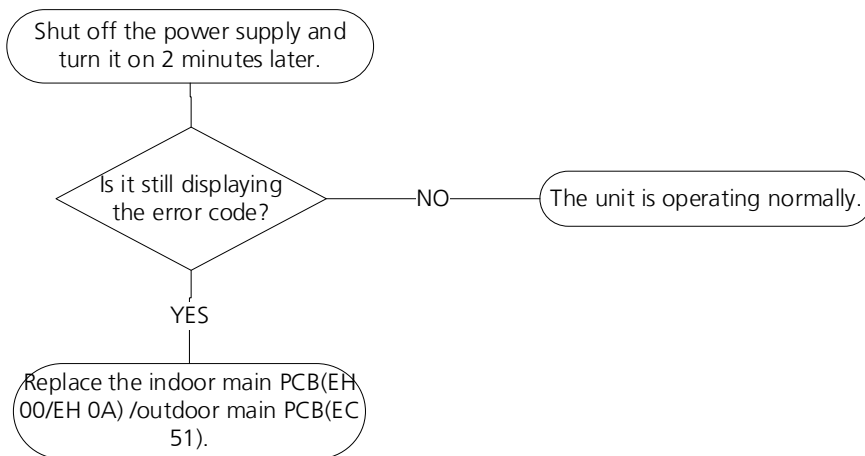 Shut off the power supply and
turn it on 2 minutes later.
Is it still displaying
the error code?
NO
The unit is operating normally.
YES
Replace the indoor main PCB(EH
00/EH 0A) /outdoor main PCB(EC
51).